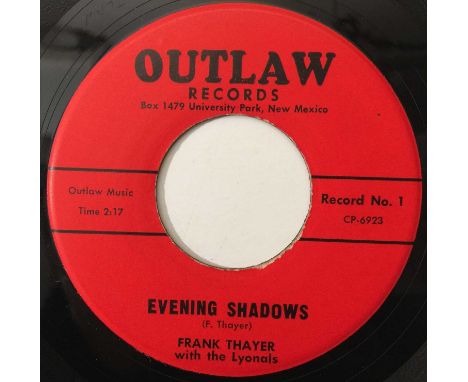 OUTLAW
RECORDS
Box 1479 University Park, New Mexico
Outlaw Music
Time 2:17
Record No. 1
CP-6923
EVENING SHADOWS
(F. Thayer)
FRANK THAYER
with the Lyonals